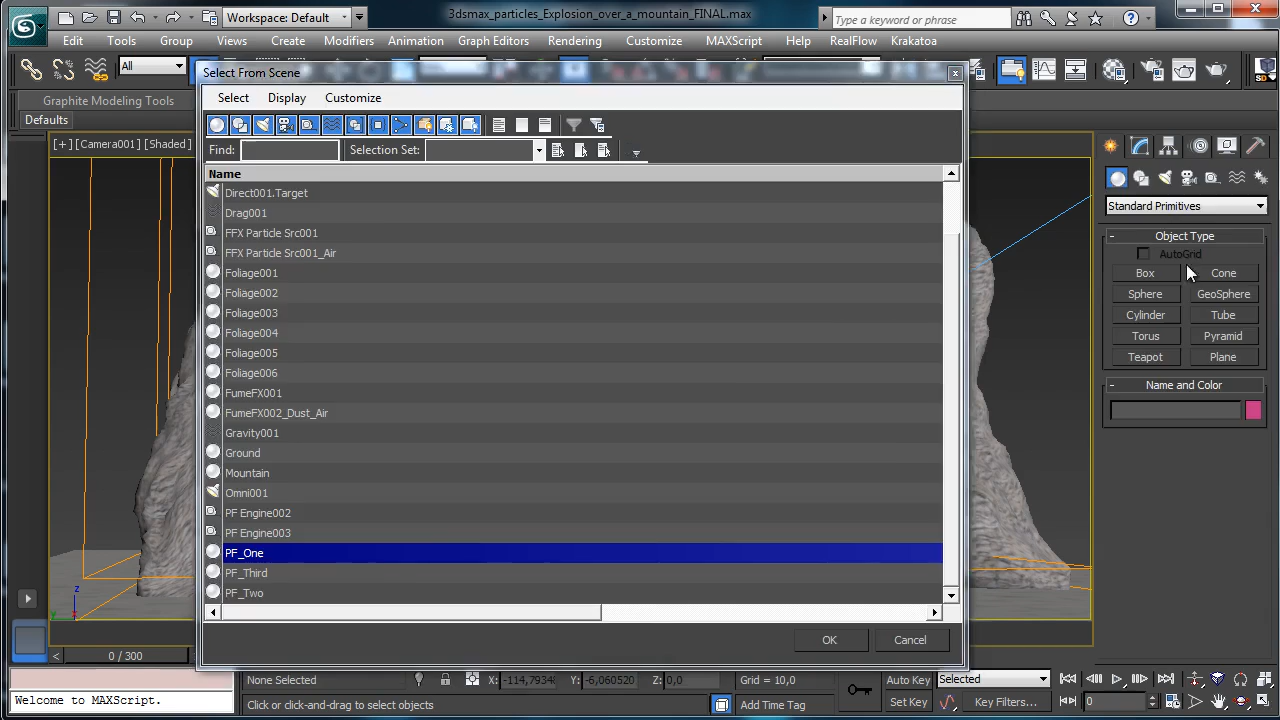 Workspace: Default
3dsmax_particles_Explosion_over_a_mountain_FINAL.max
Type a keyword or phrase
Edit Tools Group Views Create Modifiers Animation Graph Editors Rendering Customize MAXScript Help RealFlow Krakatoa
All
Graphite Modeling Tools
Defaults
[+][Camera001][Shaded]
Select From Scene
Select Display Customize
Find: Selection Set:
Name
Direct001.Target
Drag001
FFX Particle Src001
FFX Particle Src001_Air
Foliage001
Foliage002
Foliage003
Foliage004
Foliage005
Foliage006
FumeFX001
FumeFX002_Dust_Air
Gravity001
Ground
Mountain
Omni001
PF Engine002
PF Engine003
PF_One
PF_Third
PF_Two
OK Cancel
Standard Primitives
- Object Type
AutoGrid
Box Cone
Sphere GeoSphere
Cylinder Tube
Torus Pyramid
Teapot Plane
- Name and Color
z
x
y
< 0 / 300
None Selected X: -114,79348 Y: -6,060520 Z: 0,0 Grid = 10,0
Auto Key Selected
Welcome to MAXScript.
Click or click-and-drag to select objects
Add Time Tag
Set Key Key Filters... 0